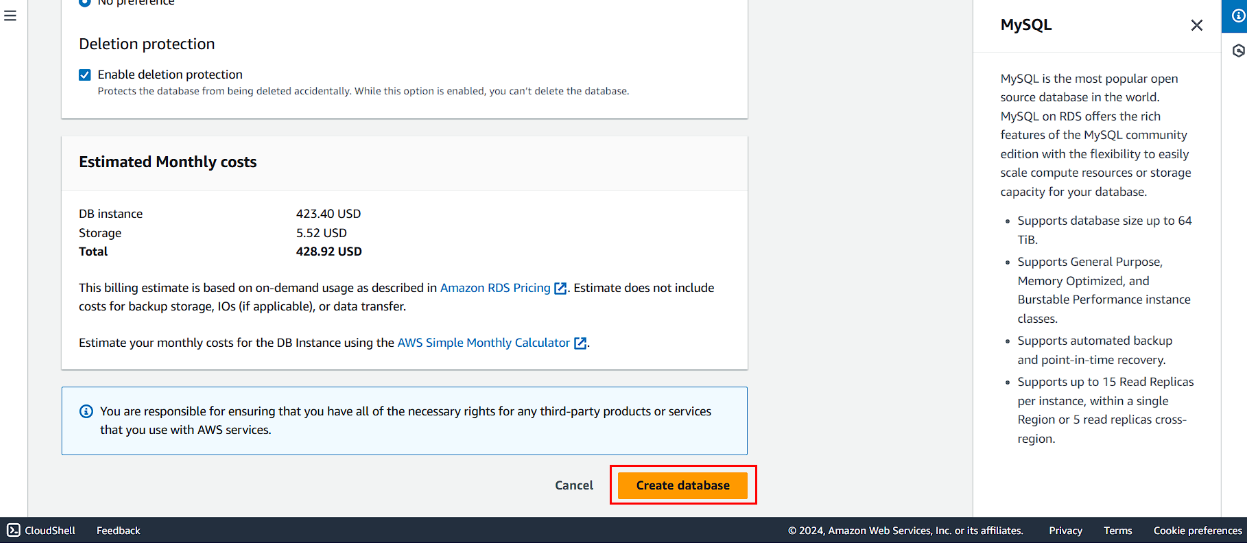 No preference
Deletion protection
Enable deletion protection
Protects the database from being deleted accidentally. While this option is enabled, you can't delete the database.
Estimated Monthly costs
DB instance 423.40 USD
Storage 5.52 USD
Total 428.92 USD
This billing estimate is based on on-demand usage as described in Amazon RDS Pricing. Estimate does not include
costs for backup storage, IOs (if applicable), or data transfer.
Estimate your monthly costs for the DB Instance using the AWS Simple Monthly Calculator.
You are responsible for ensuring that you have all of the necessary rights for any third-party products or services
that you use with AWS services.
Cancel Create database
MySQL
MySQL is the most popular open
source database in the world.
MySQL on RDS offers the rich
features of the MySQL community
edition with the flexibility to easily
scale compute resources or storage
capacity for your database.
• Supports database size up to 64
TiB.
• Supports General Purpose,
Memory Optimized, and
Burstable Performance instance
classes.
• Supports automated backup
and point-in-time recovery.
• Supports up to 15 Read Replicas
per instance, within a single
Region or 5 read replicas cross-
region.
CloudShell Feedback © 2024, Amazon Web Services, Inc. or its affiliates. Privacy Terms Cookie preferences